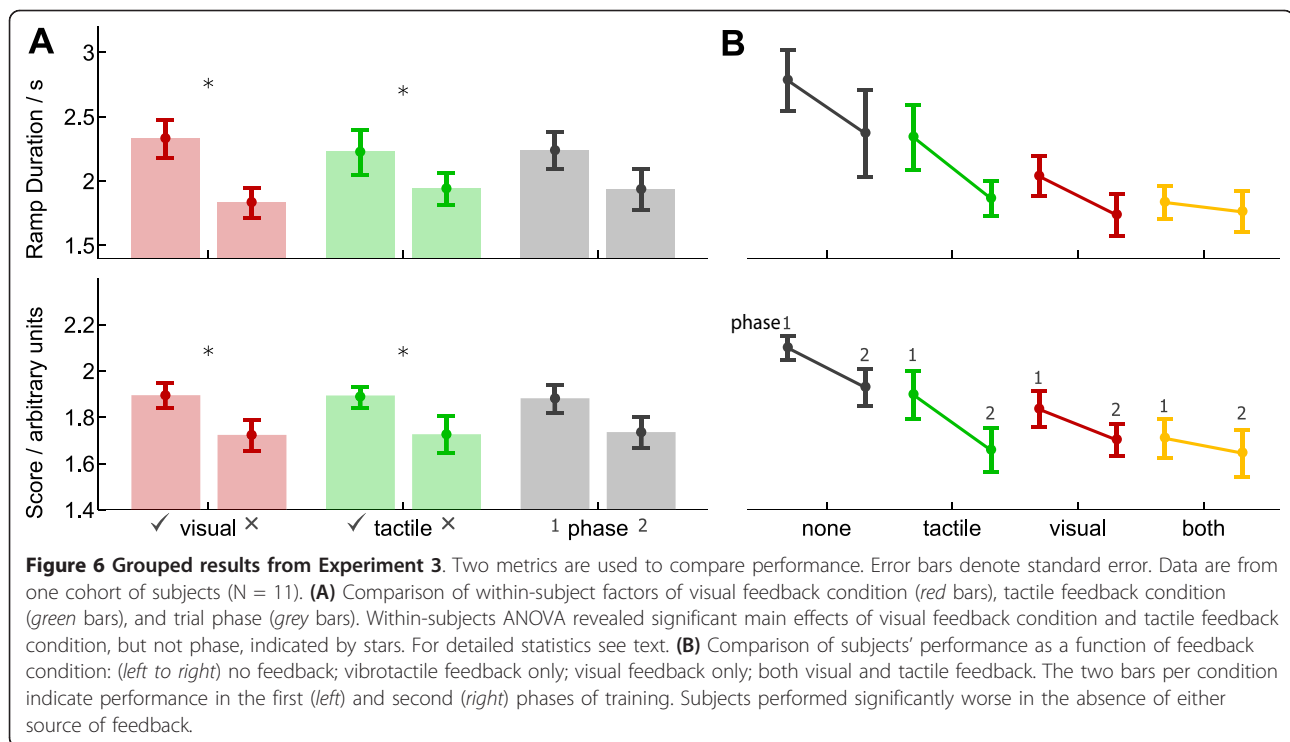 A
B
Ramp Duration / s
3
2.5
2
1.5
*
*
Score / arbitrary units
2.2
2
1.8
1.6
1.4
*
*
✓ visual ×
✓ tactile ×
1 phase 2
phase 1
2
1
2
1
2
1
2
none
tactile
visual
both
Figure 6 Grouped results from Experiment 3. Two metrics are used to compare performance. Error bars denote standard error. Data are from
one cohort of subjects (N = 11). (A) Comparison of within-subject factors of visual feedback condition (red bars), tactile feedback condition
(green bars), and trial phase (grey bars). Within-subjects ANOVA revealed significant main effects of visual feedback condition and tactile feedback
condition, but not phase, indicated by stars. For detailed statistics see text. (B) Comparison of subjects' performance as a function of feedback
condition: (left to right) no feedback; vibrotactile feedback only; visual feedback only; both visual and tactile feedback. The two bars per condition
indicate performance in the first (left) and second (right) phases of training. Subjects performed significantly worse in the absence of either
source of feedback.